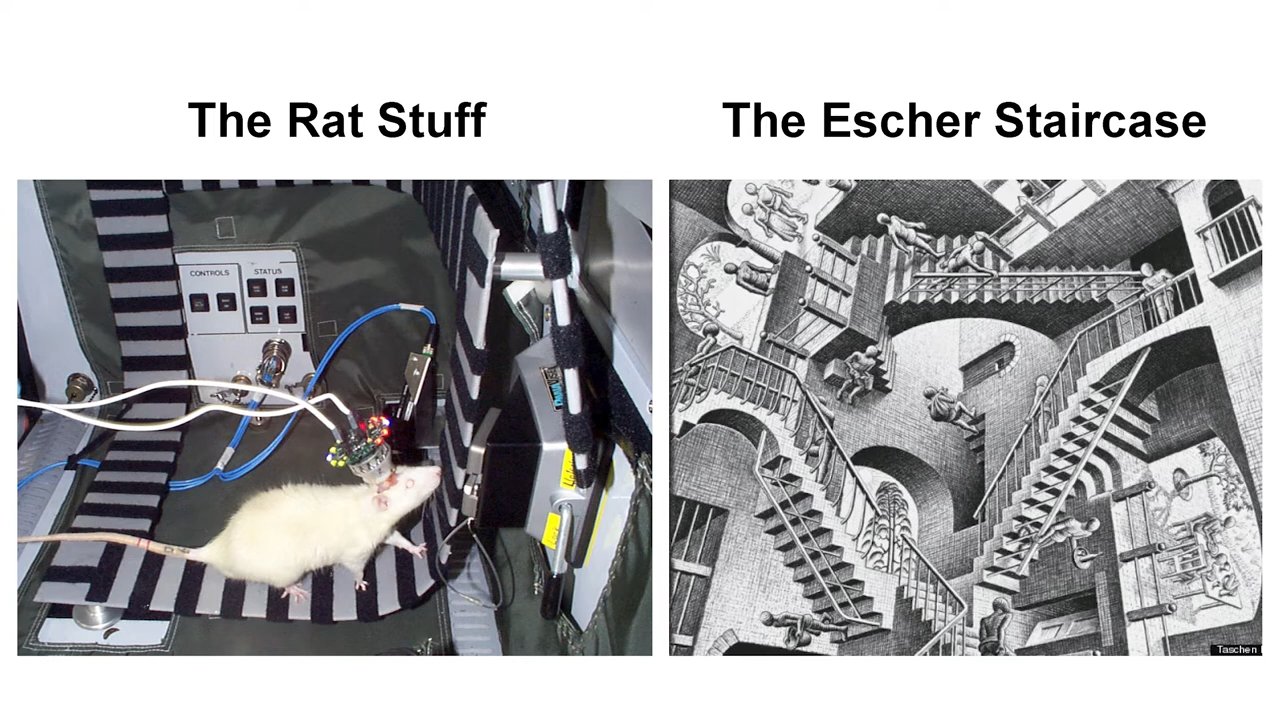 The Rat Stuff
The Escher Staircase
CONTROLS
STATUS
Taschen